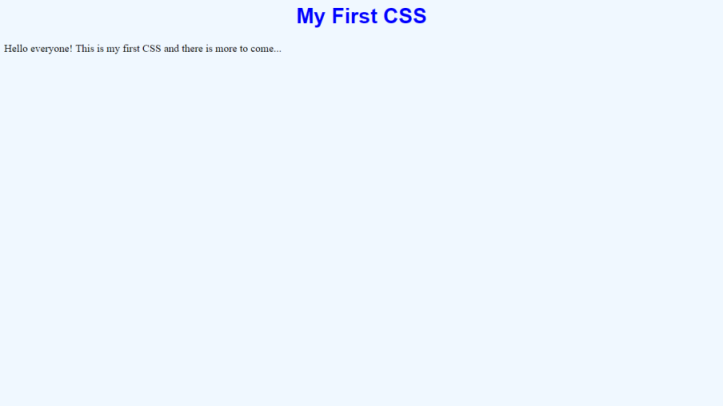 My First CSS
Hello everyone! This is my first CSS and there is more to come...